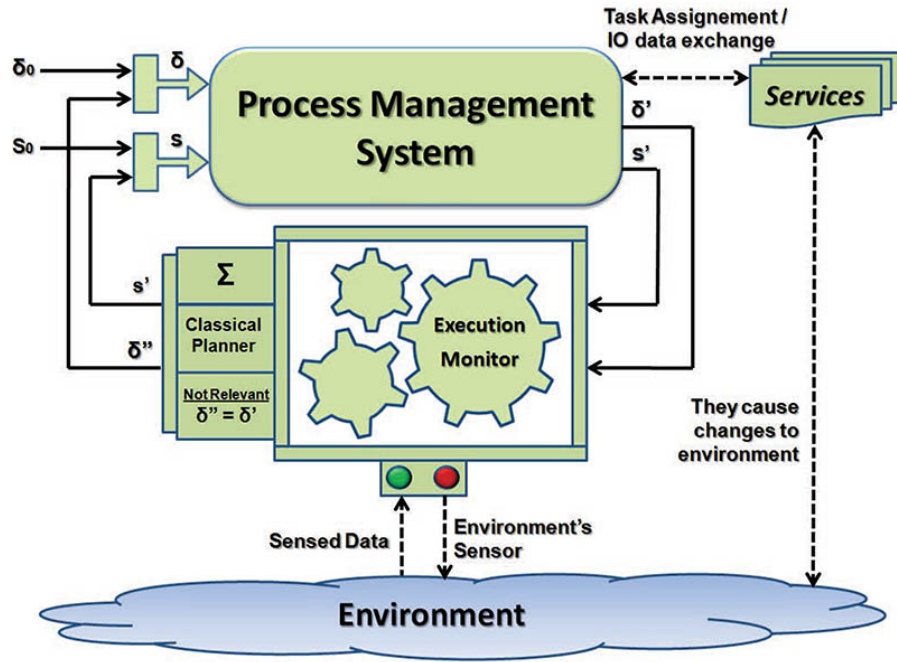 Task Assignement /
IO data exchange
δ₀
δ
Process Management
System
Services
δ'
S₀
s
s'
Σ
s'
Classical
Planner
δ''
Not Relevant
δ'' = δ'
Execution
Monitor
They cause
changes to
environment
Sensed Data
Environment's
Sensor
Environment